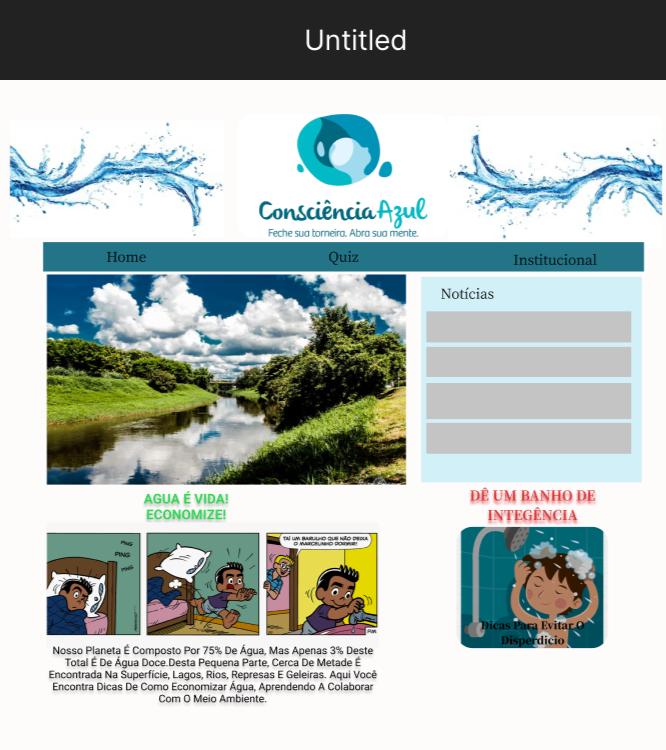 Untitled
ConsciênciaAzul
Feche sua torneira. Abra sua mente.
Home
Quiz
Institucional
Notícias
AGUA É VIDA!
ECONOMIZE!
DÊ UM BANHO DE
INTEGÊNCIA
PING
PING
PING
TAÍ UM BARULHO QUE NÃO DEIXA
O MARCELINHO DORMIR!
FIM
Dicas Para Evitar O
Disperdicio
Nosso Planeta É Composto Por 75% De Água, Mas Apenas 3% Deste
Total É De Água Doce.Desta Pequena Parte, Cerca De Metade É
Encontrada Na Superfície, Lagos, Rios, Represas E Geleiras. Aqui Você
Encontra Dicas De Como Economizar Água, Aprendendo A Colaborar
Com O Meio Ambiente.